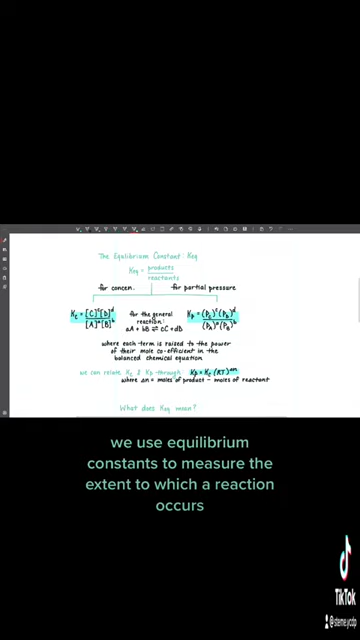 The Equilibrium Constant: Keq
Keq = products
reactants
for concen.
for partial pressure
Kc = [C]ᶜ[D]ᵈ
[A]ᵃ[B]ᵇ
for the general
reaction:
aA + bB ⇌ cC + dD
Kp = (Pc)ᶜ(PD)ᵈ
(PA)ᵃ(PB)ᵇ
where each term is raised to the power
of their mole co-efficient in the
balanced chemical equation
we can relate Kc & Kp through: Kp = Kc (RT)^Δn
where Δn = moles of product - moles of reactant
What does Keq mean?
we use equilibrium
constants to measure the
extent to which a reaction
occurs
TikTok